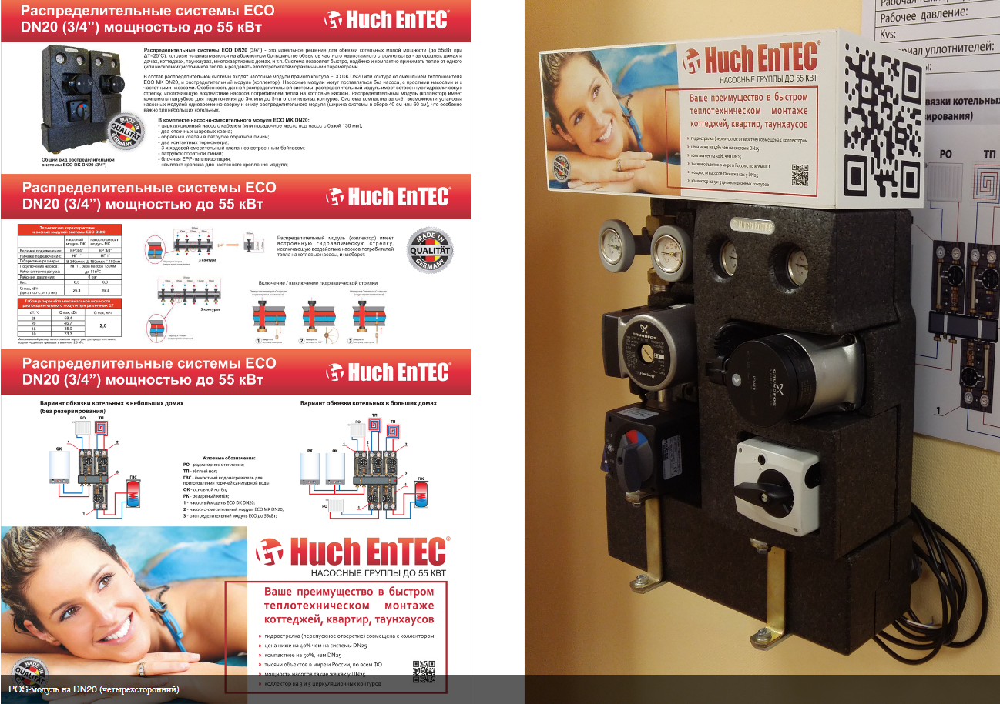 Распределительные системы ECO
DN20 (3/4”) мощностью до 55 кВт
Huch EnTEC
Распределительные системы ECO DN20 (3/4”) - это идеальное решение для обвязки котельных малой мощности (до 55кВт при
ΔT=25˚C), которые устанавливаются на абсолютном большинстве объектов частного малоэтажного строительства - загородных домах и
дачах, коттеджах, таунхаузах, многоквартирных домах, и т.п. Система позволяет быстро, надёжно и компактно принимать тепло от одного
(или нескольких)источников тепла, и раздавать его потребителям с различными параметрами.
В состав распределительной системы входят насосные модули прямого контура ECO DK DN20 или контура со смешением теплоносителя
ECO MK DN20, и распределительный модуль (коллектор). Насосные модули могут поставляться без насоса, с простыми насосами и с
частотными насосами. Особенность данной распределительной системы -распределительный модуль имеет встроенную гидравлическую
стрелку, исключающую воздействие насосов потребителей тепла на котловые насосы. Распределительный модуль (коллектор) имеет
комплекты патрубков для подключения до 3-х или до 5-ти отопительных контуров. Система компактна за счёт возможности установки
насосных модулей одновременно сверху и снизу распределительного модуля (ширина системы в сборе 40 см или 60 см), что особенно
важно для небольших котельных.
В комплекте насосно-смесительного модуля ECO MK DN20:
- циркуляционный насос с кабелем (или посадочное место под насос с базой 130 мм);
- два отсечных шаровых крана;
- обратный клапан в патрубке обратной линии;
- два контактных термометра;
- 3-х ходовой смесительный клапан со встроенным байпасом;
- патрубок обратной линии;
- блочная EPP-теплоизоляция;
- комплект крепежа для настенного крепления модуля;
MADE IN
QUALITÄT
GERMANY
Общий вид распределительной
системы ECO DK DN20 (3/4”)
Распределительные системы ECO
DN20 (3/4”) мощностью до 55 кВт
Huch EnTEC
Технические характеристики
насосных модулей системы ECO DN20
насосный модуль DK
насосно-смесит. модуль MK
Верхнее подключение: ВР 3/4" ВР 3/4"
Нижнее подключение: НГ 1" НГ 1"
Габаритные размеры: В 340мм х Ш 180мм х Г 180мм
Подключение насоса: НГ 1", база насоса 130мм
Рабочая температура: до 110⁰С
Рабочее давление: 6 bar
Kvs: 8,5 6,0
Q max, кВт 26,3 26,3
Таблица пересчёта максимальной мощности
распределительного модуля при различных ΔT
ΔT, °C Q max, кВт G max, м³/ч
25 58,4
20 46,7
15 35,0
10 23,3
2,0
3 контура
5 контуров
Распределительный модуль (коллектор) имеет
встроенную гидравлическую стрелку,
исключающую воздействие насосов потребителей
тепла на котловые насосы, и наоборот.
MADE IN
QUALITÄT
GERMANY
Включение / выключение гидравлической стрелки
1
2
3
Распределительные системы ECO
DN20 (3/4”) мощностью до 55 кВт
Huch EnTEC
Вариант обвязки котельных в небольших домах
(без резервирования)
РО
ТП
ОК
ГВС
1
2
3
1
Условные обозначения:
РО - радиаторное отопление;
ТП - тёплый пол;
ГВС - ёмкостный водонагреватель для
приготовления горячей санитарной воды;
ОК - основной котёл;
РК - резервный котёл;
1 - насосный модуль ECO DK DN20;
2 - насосно-смесительный модуль ECO MK DN20;
3 - распределительный модуль ECO до 55кВт;
Вариант обвязки котельных в больших домах
РО
ТП
ТП
РК
ОК
ГВС
РО
1
2
2
3
1
1
Huch EnTEC
НАСОСНЫЕ ГРУППЫ ДО 55 КВТ
Ваше преимущество в быстром
теплотехническом монтаже
коттеджей, квартир, таунхаусов
» гидрострелка (перепускное отверстие) совмещена с коллектором
» цена ниже на 40% чем на системы DN25
» компактнее на 50%, чем DN25
» тысячи объектов в мире и России, по всем ФО
» мощности насосов такие же как у DN25
» коллектор на 3 и 5 циркуляционных контуров
MADE IN
QUALITÄT
POS-модуль на DN20 (четырехсторонний)
Рабочее давление:
Kvs:
уплотнителей:
Huch EnTEC
НАСОСНЫЕ ГРУППЫ ДО 55 КВТ
Ваше преимущество в быстром
теплотехническом монтаже
коттеджей, квартир, таунхаусов
» гидрострелка (перепускное отверстие) совмещена с коллектором
» цена ниже на 40% чем на системы DN25
» компактнее на 50%, чем DN25
» тысячи объектов в мире и России, по всем ФО
» мощности насосов такие же как у DN25
» коллектор на 3 и 5 циркуляционных контуров
QUALITÄT
котельных
РО
ТП
1
Huch EnTEC
GRUNDFOS
GRUNDFOS